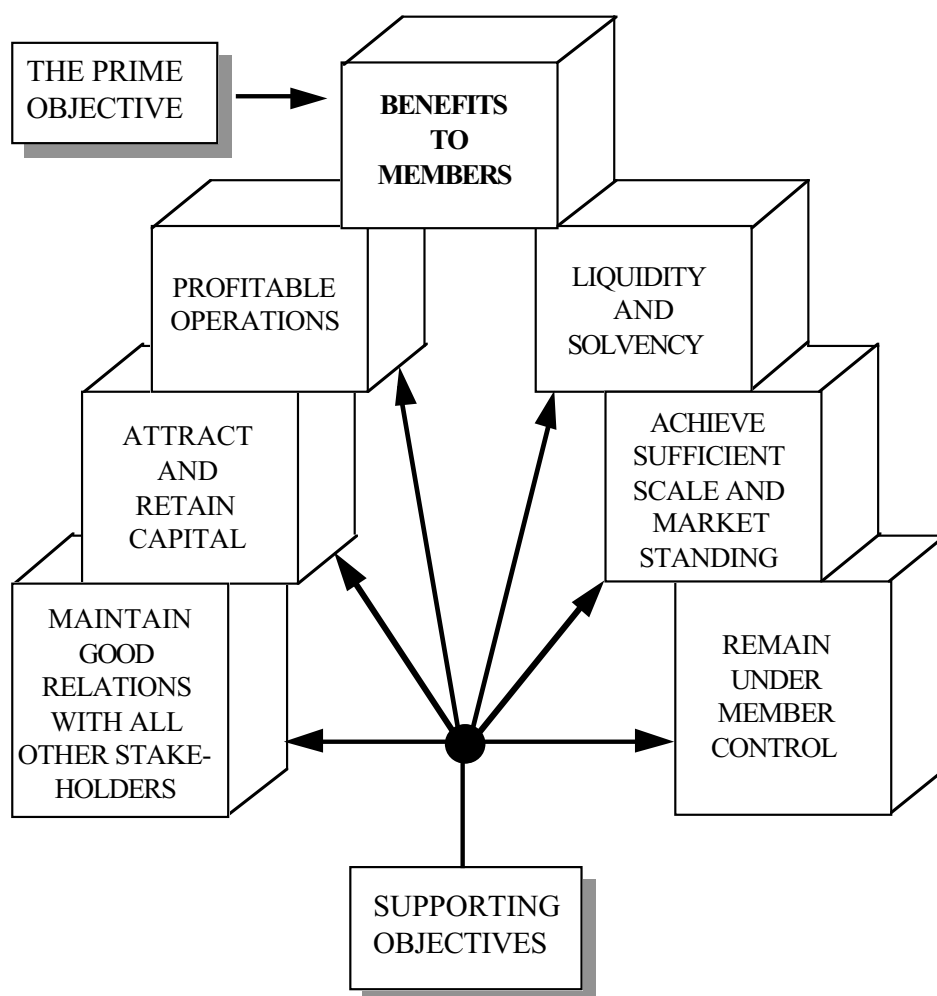 THE PRIME
OBJECTIVE
BENEFITS
TO
MEMBERS
PROFITABLE
OPERATIONS
LIQUIDITY
AND
SOLVENCY
ATTRACT
AND
RETAIN
CAPITAL
ACHIEVE
SUFFICIENT
SCALE AND
MARKET
STANDING
MAINTAIN
GOOD
RELATIONS
WITH ALL
OTHER STAKE-
HOLDERS
REMAIN
UNDER
MEMBER
CONTROL
SUPPORTING
OBJECTIVES